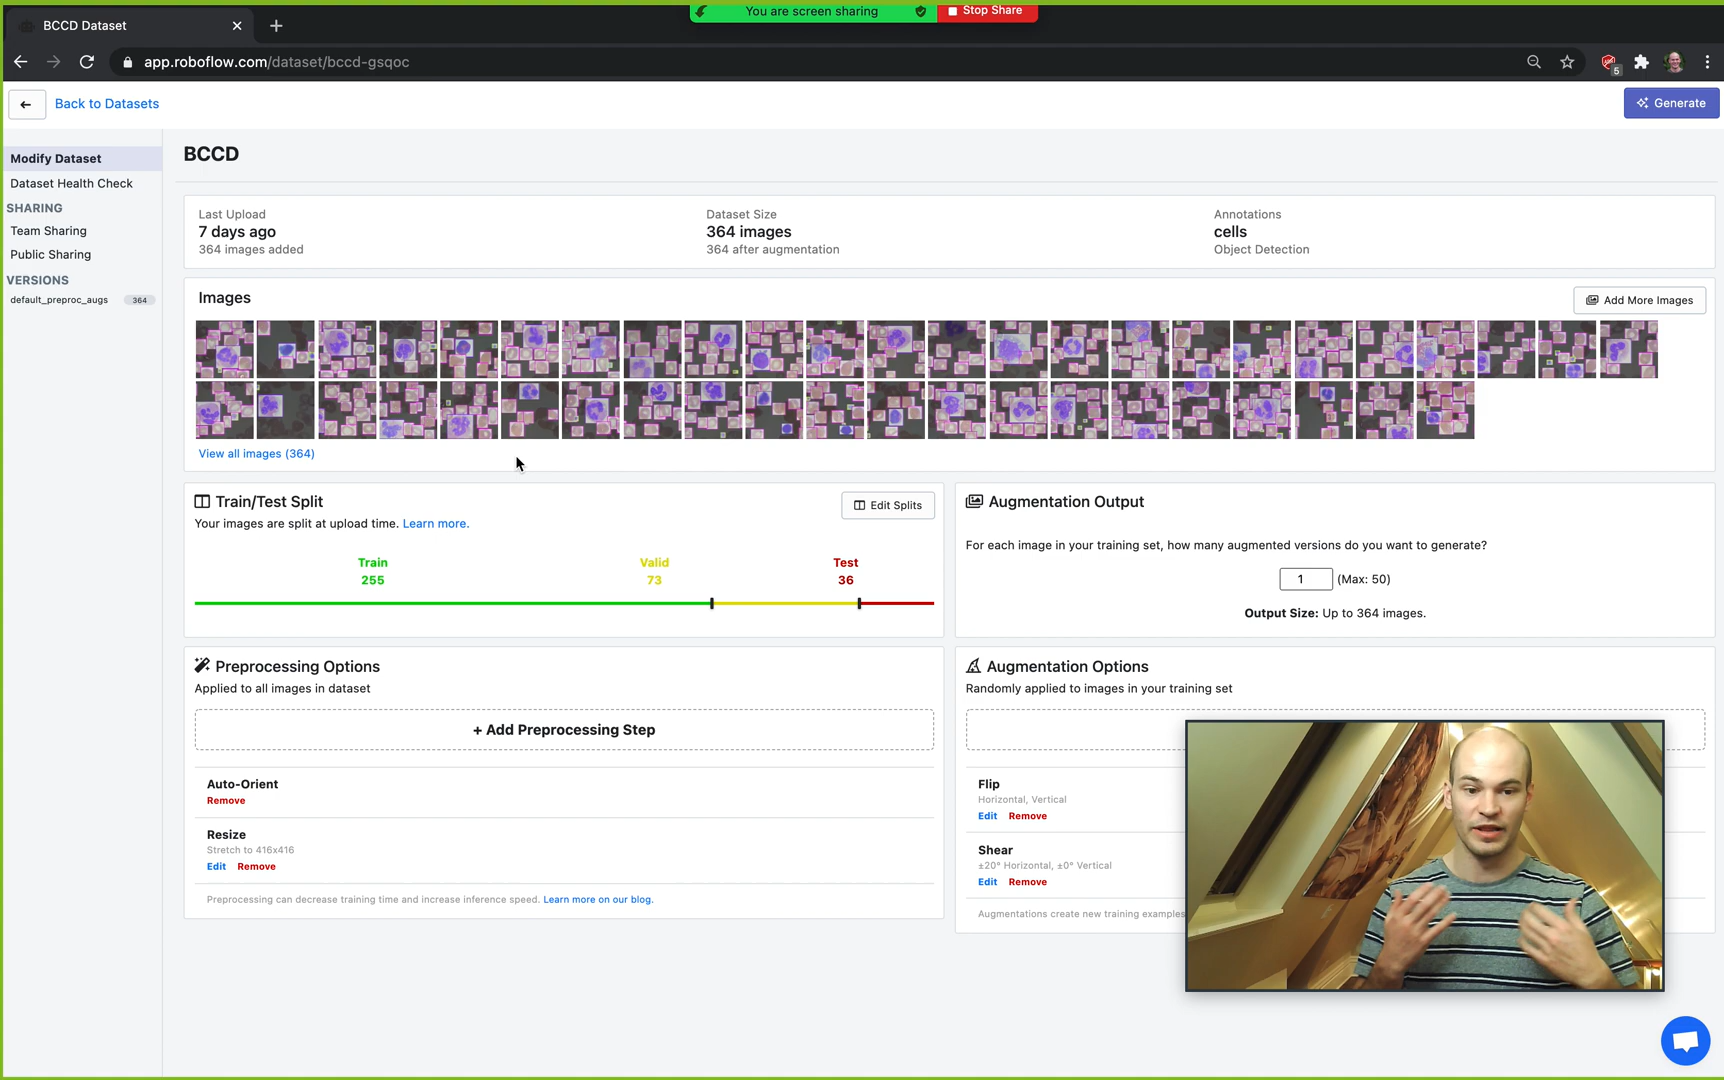 BCCD Dataset
You are screen sharing
Stop Share
app.roboflow.com/dataset/bccd-gsqoc
5
Back to Datasets
Generate
Modify Dataset
Dataset Health Check
SHARING
Team Sharing
Public Sharing
VERSIONS
default_preproc_augs 364
BCCD
Last Upload
7 days ago
364 images added
Dataset Size
364 images
364 after augmentation
Annotations
cells
Object Detection
Images
Add More Images
View all images (364)
Train/Test Split
Edit Splits
Your images are split at upload time. Learn more.
Train
255
Valid
73
Test
36
Augmentation Output
For each image in your training set, how many augmented versions do you want to generate?
1 (Max: 50)
Output Size: Up to 364 images.
Preprocessing Options
Applied to all images in dataset
+ Add Preprocessing Step
Auto-Orient
Remove
Resize
Stretch to 416x416
Edit Remove
Preprocessing can decrease training time and increase inference speed. Learn more on our blog.
Augmentation Options
Randomly applied to images in your training set
Flip
Horizontal, Vertical
Edit Remove
Shear
±20° Horizontal, ±0° Vertical
Edit Remove
Augmentations create new training examples